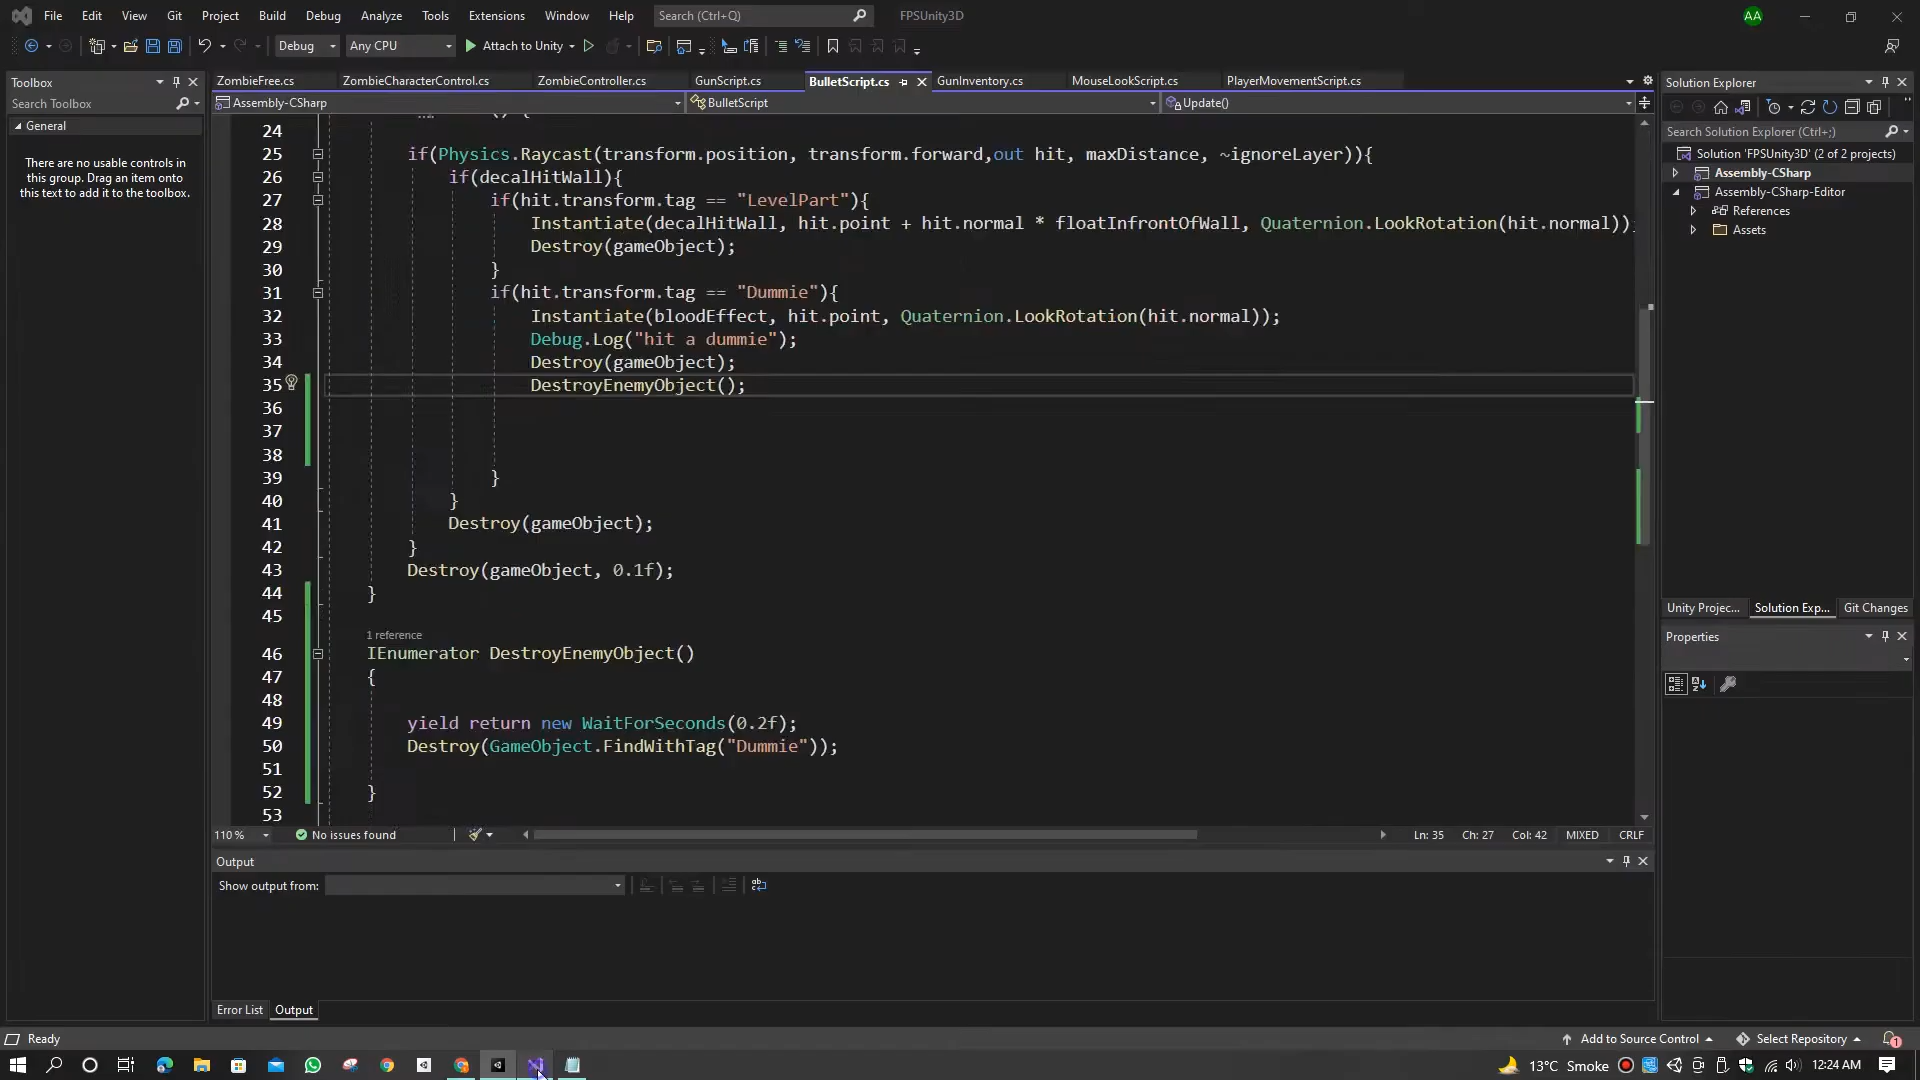 File Edit View Git Project Build Debug Analyze Tools Extensions Window Help Search (Ctrl+Q) FPSUnity3D AA
Debug Any CPU Attach to Unity
Toolbox
Search Toolbox
General
There are no usable controls in
this group. Drag an item onto
this text to add it to the toolbox.
ZombieFree.cs ZombieCharacterControl.cs ZombieController.cs GunScript.cs BulletScript.cs GunInventory.cs MouseLookScript.cs PlayerMovementScript.cs
Assembly-CSharp BulletScript Update()
24
25 if(Physics.Raycast(transform.position, transform.forward,out hit, maxDistance, ~ignoreLayer)){
26 if(decalHitWall){
27 if(hit.transform.tag == "LevelPart"){
28 Instantiate(decalHitWall, hit.point + hit.normal * floatInfrontOfWall, Quaternion.LookRotation(hit.normal));
29 Destroy(gameObject);
30 }
31 if(hit.transform.tag == "Dummie"){
32 Instantiate(bloodEffect, hit.point, Quaternion.LookRotation(hit.normal));
33 Debug.Log("hit a dummie");
34 Destroy(gameObject);
35 DestroyEnemyObject();
36
37
38
39 }
40 }
41 Destroy(gameObject);
42 }
43 Destroy(gameObject, 0.1f);
44 }
45
1 reference
46 IEnumerator DestroyEnemyObject()
47 {
48
49 yield return new WaitForSeconds(0.2f);
50 Destroy(GameObject.FindWithTag("Dummie"));
51
52 }
53
110 % No issues found Ln: 35 Ch: 27 Col: 42 MIXED CRLF
Output
Show output from:
Error List Output
Solution Explorer
Search Solution Explorer (Ctrl+;)
Solution 'FPSUnity3D' (2 of 2 projects)
Assembly-CSharp
Assembly-CSharp-Editor
References
Assets
Unity Projec... Solution Exp... Git Changes
Properties
Ready Add to Source Control Select Repository 1
13°C Smoke 12:24 AM